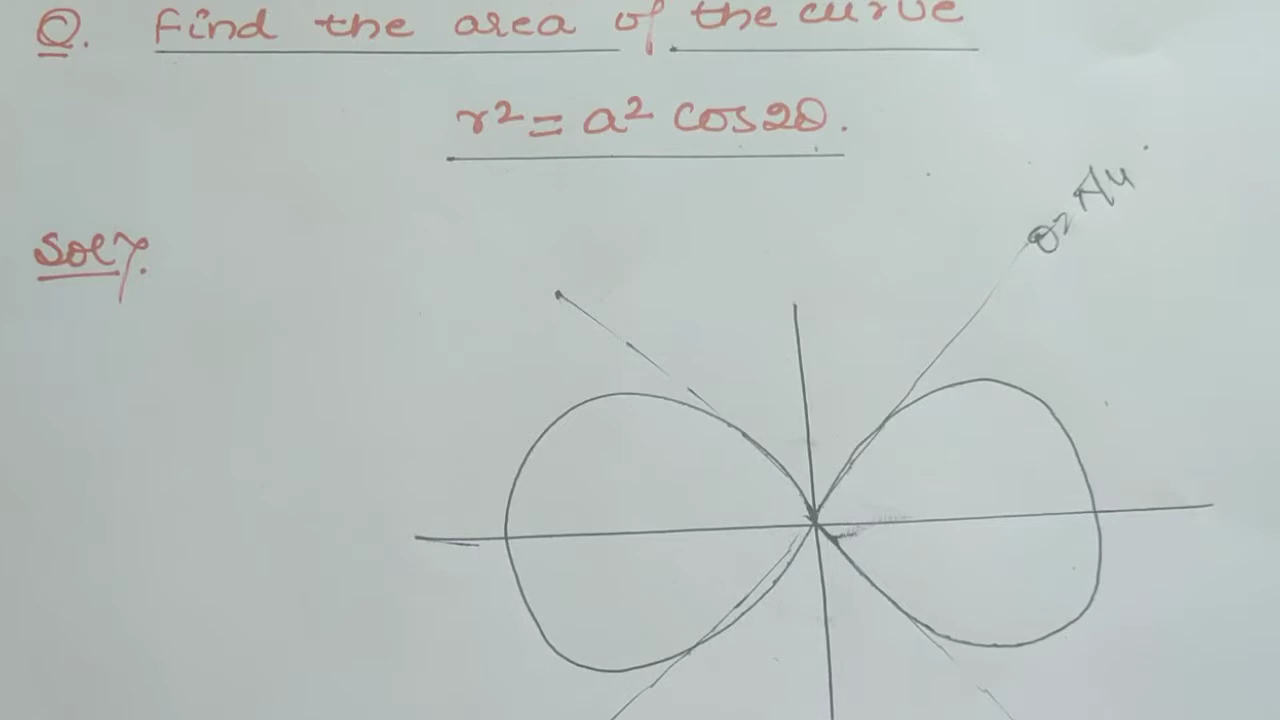 Q. Find the area of the curve
r² = a² cos2θ.
Solⁿ.
θ = π/4